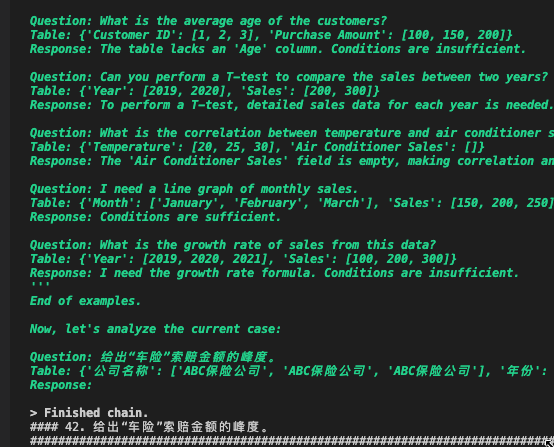 Question: What is the average age of the customers?
Table: {'Customer ID': [1, 2, 3], 'Purchase Amount': [100, 150, 200]}
Response: The table lacks an 'Age' column. Conditions are insufficient.
Question: Can you perform a T-test to compare the sales between two years?
Table: {'Year': [2019, 2020], 'Sales': [200, 300]}
Response: To perform a T-test, detailed sales data for each year is needed.
Question: What is the correlation between temperature and air conditioner s
Table: {'Temperature': [20, 25, 30], 'Air Conditioner Sales': []}
Response: The 'Air Conditioner Sales' field is empty, making correlation an
Question: I need a line graph of monthly sales.
Table: {'Month': ['January', 'February', 'March'], 'Sales': [150, 200, 250]
Response: Conditions are sufficient.
Question: What is the growth rate of sales from this data?
Table: {'Year': [2019, 2020, 2021], 'Sales': [100, 200, 300]}
Response: I need the growth rate formula. Conditions are insufficient.
'''
End of examples.
Now, let's analyze the current case:
Question: 给出“车险”索赔金额的峰度。
Table: {'公司名称': ['ABC保险公司', 'ABC保险公司', 'ABC保险公司'], '年份':
Response:
> Finished chain.
#### 42. 给出“车险”索赔金额的峰度。
################################################################################